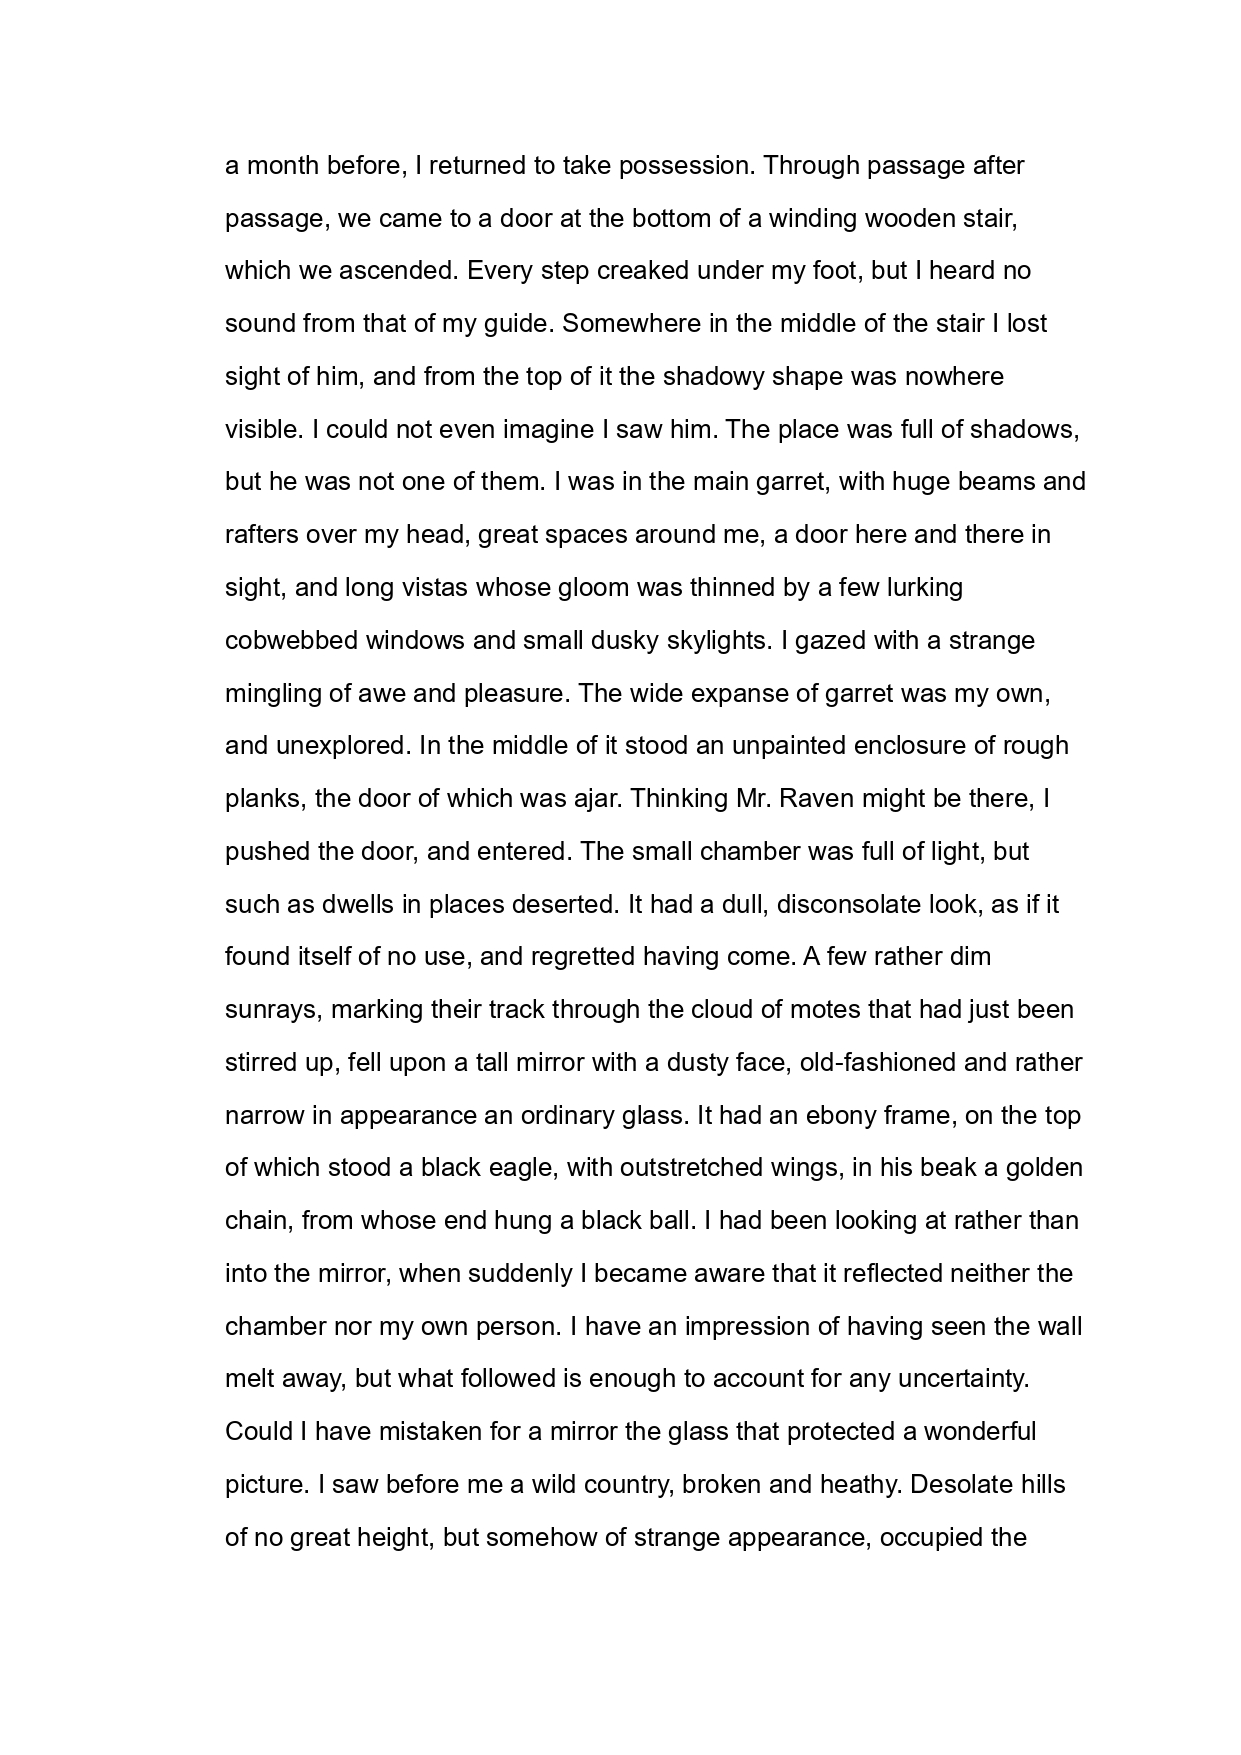 a month before, I returned to take possession. Through passage after
passage, we came to a door at the bottom of a winding wooden stair,
which we ascended. Every step creaked under my foot, but I heard no
sound from that of my guide. Somewhere in the middle of the stair I lost
sight of him, and from the top of it the shadowy shape was nowhere
visible. I could not even imagine I saw him. The place was full of shadows,
but he was not one of them. I was in the main garret, with huge beams and
rafters over my head, great spaces around me, a door here and there in
sight, and long vistas whose gloom was thinned by a few lurking
cobwebbed windows and small dusky skylights. I gazed with a strange
mingling of awe and pleasure. The wide expanse of garret was my own,
and unexplored. In the middle of it stood an unpainted enclosure of rough
planks, the door of which was ajar. Thinking Mr. Raven might be there, I
pushed the door, and entered. The small chamber was full of light, but
such as dwells in places deserted. It had a dull, disconsolate look, as if it
found itself of no use, and regretted having come. A few rather dim
sunrays, marking their track through the cloud of motes that had just been
stirred up, fell upon a tall mirror with a dusty face, old-fashioned and rather
narrow in appearance an ordinary glass. It had an ebony frame, on the top
of which stood a black eagle, with outstretched wings, in his beak a golden
chain, from whose end hung a black ball. I had been looking at rather than
into the mirror, when suddenly I became aware that it reflected neither the
chamber nor my own person. I have an impression of having seen the wall
melt away, but what followed is enough to account for any uncertainty.
Could I have mistaken for a mirror the glass that protected a wonderful
picture. I saw before me a wild country, broken and heathy. Desolate hills
of no great height, but somehow of strange appearance, occupied the